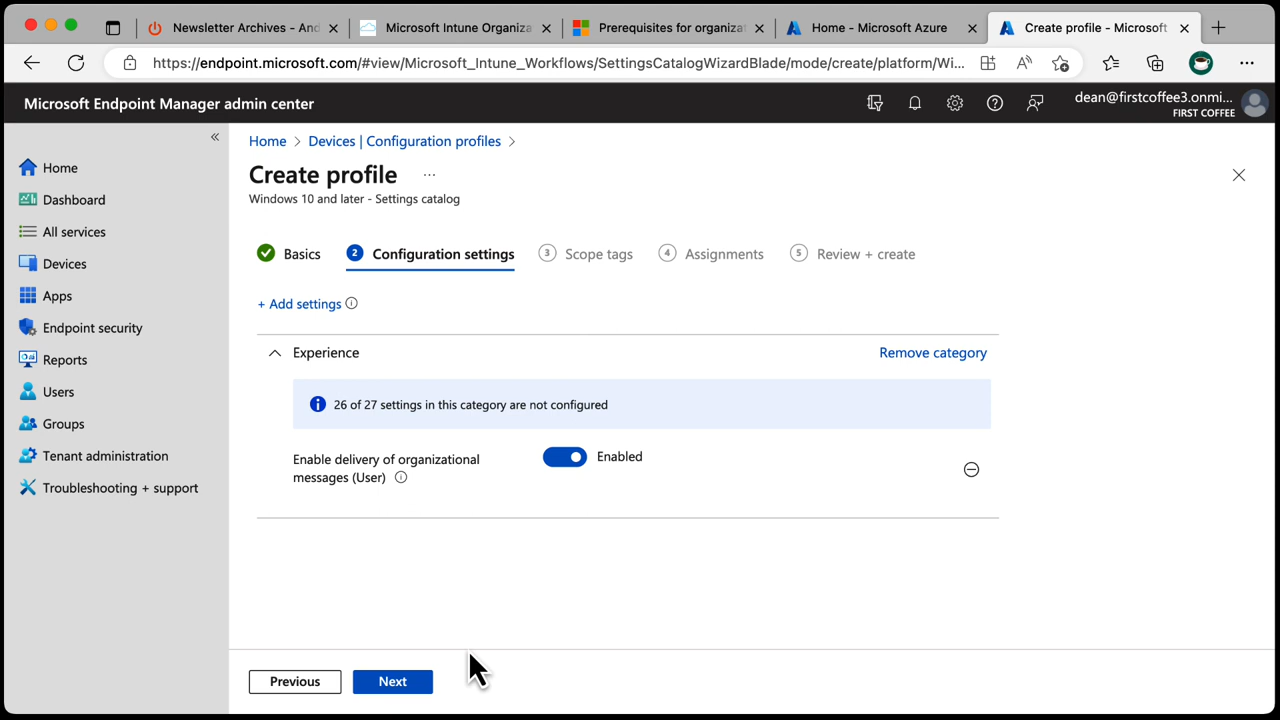 Newsletter Archives - And
Microsoft Intune Organiza
Prerequisites for organizat
Home - Microsoft Azure
Create profile - Microsoft
https://endpoint.microsoft.com/#view/Microsoft_Intune_Workflows/SettingsCatalogWizardBlade/mode/create/platform/Wi...
Microsoft Endpoint Manager admin center
dean@firstcoffee3.onmi...
FIRST COFFEE
Home
Dashboard
All services
Devices
Apps
Endpoint security
Reports
Users
Groups
Tenant administration
Troubleshooting + support
Home > Devices | Configuration profiles >
Create profile ...
Windows 10 and later - Settings catalog
Basics
2 Configuration settings
3 Scope tags
4 Assignments
5 Review + create
+ Add settings
Experience
Remove category
26 of 27 settings in this category are not configured
Enable delivery of organizational
messages (User)
Enabled
Previous
Next